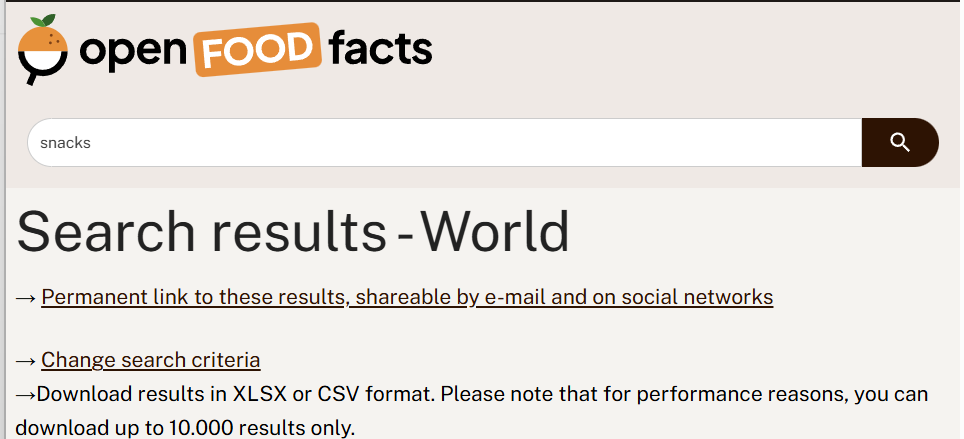 open FOOD facts
snacks
Search results - World
→ Permanent link to these results, shareable by e-mail and on social networks
→ Change search criteria
→Download results in XLSX or CSV format. Please note that for performance reasons, you can
download up to 10.000 results only.